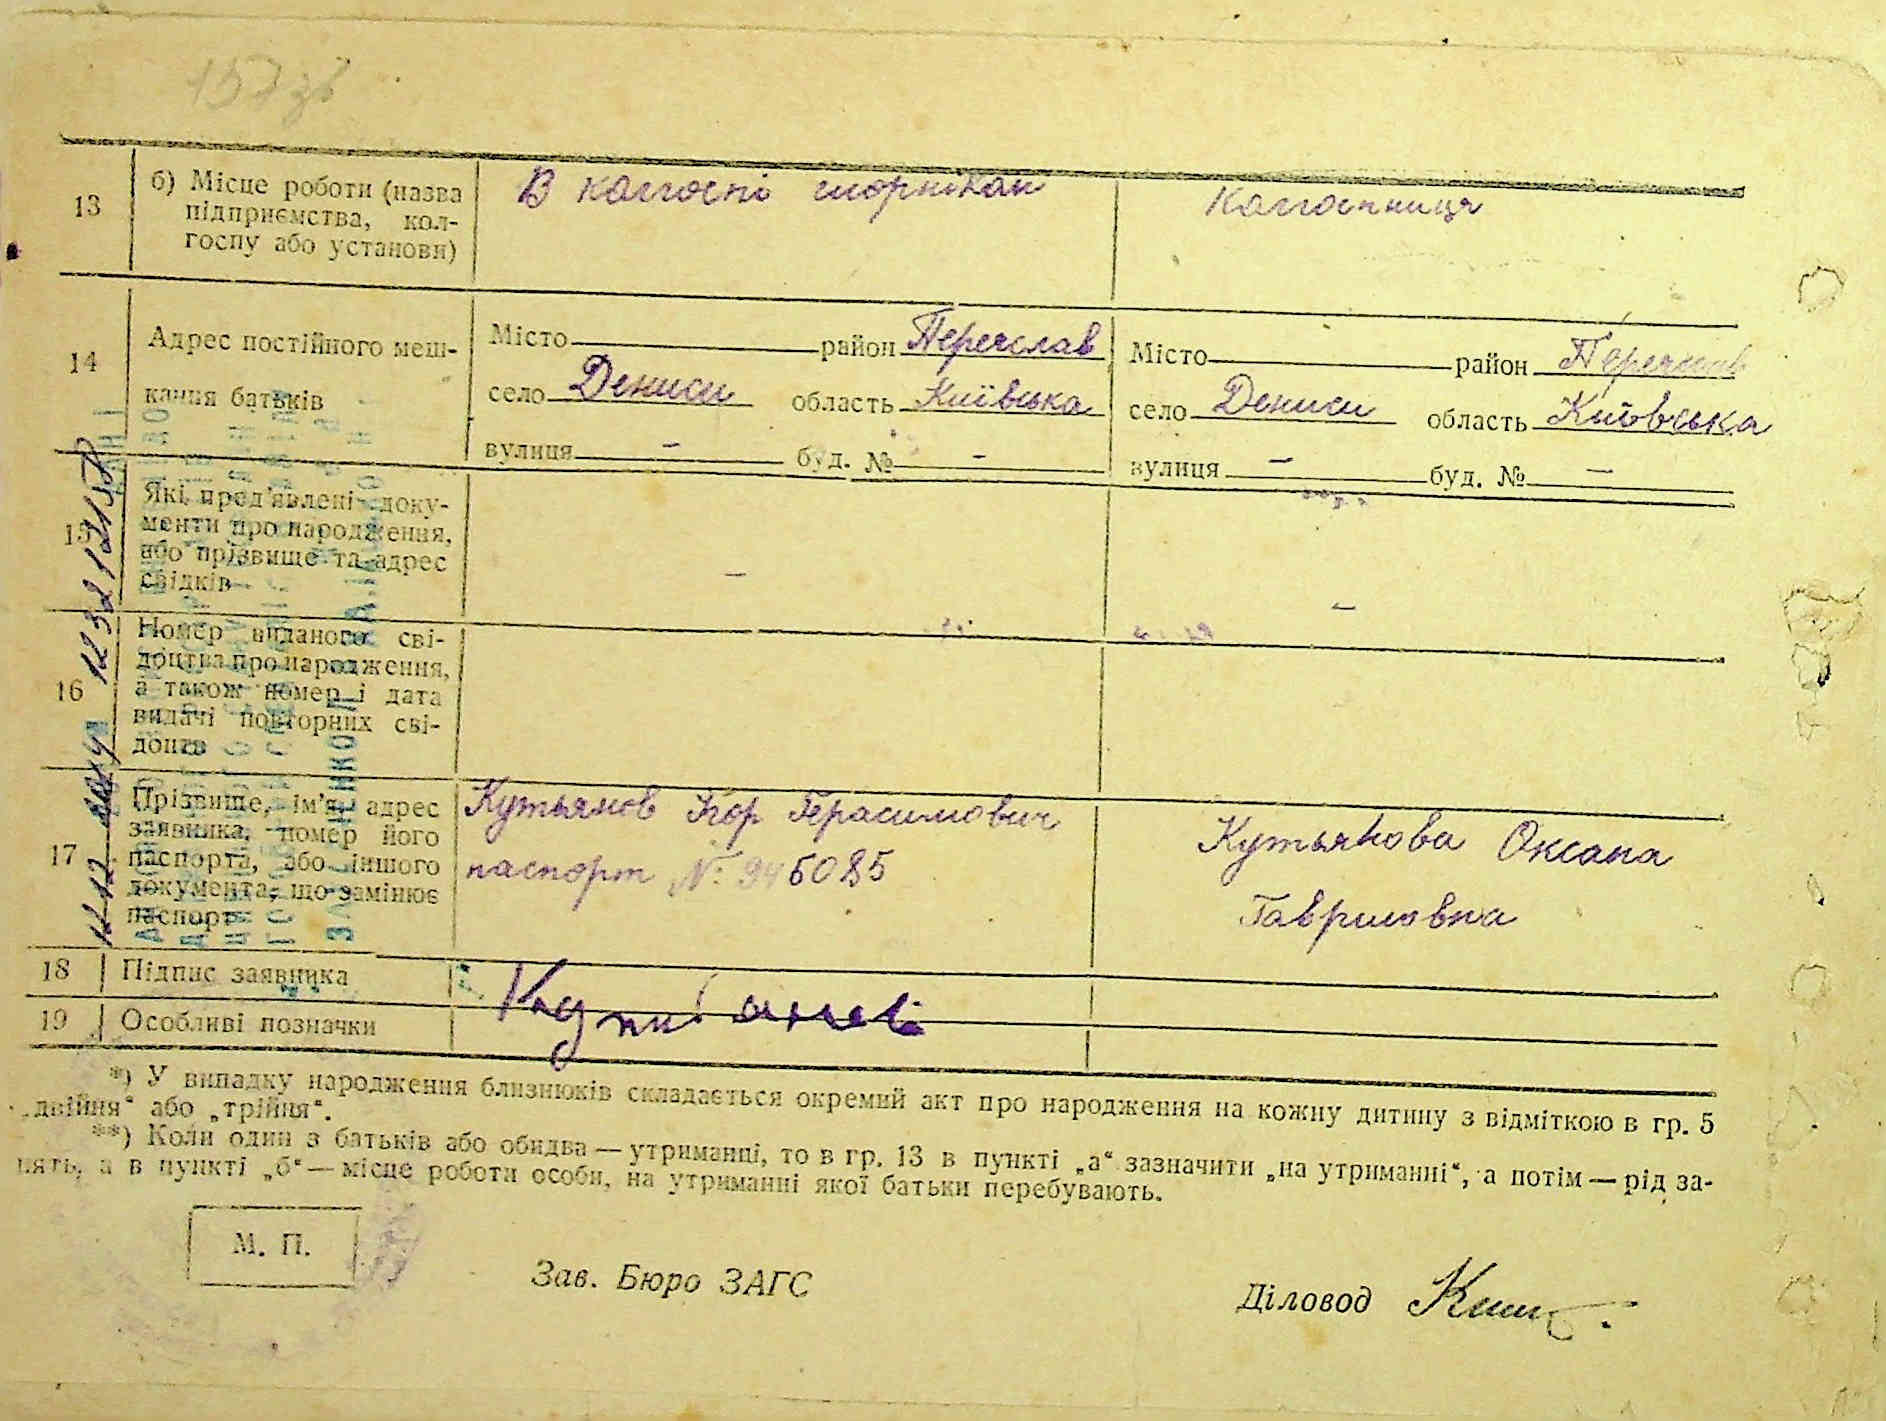 157 зв
13
б) Місце роботи (назва
підприємства, кол-
госпу або установи)
В колгоспі
Колгоспниця
14
Адрес постійного меш-
кання батьків
Місто район Переяслав
село Дениси область Київська
вулиця - буд. № -
Місто район Переяслав
село Дениси область Київська
вулиця - буд. № -
15
Які пред'явлені доку-
менти про народження,
або прізвище та адрес
свідків
-
-
16
Номер виданого сві-
доцтва про народження,
а також номер і дата
видачі повторних сві-
доцтв
17
Прізвище, ім'я, адрес
заявника, номер його
паспорта, або іншого
документа, що замінює
паспорт
Кутьянов Ігор Герасимович
паспорт №
Кутьянова Оксана
Гавриловна
18
Підпис заявника
19
Особливі позначки
*) У випадку народження близнюків складається окремий акт про народження на кожну дитину з відміткою в гр. 5
„двійня“ або „трійня“.
**) Коли один з батьків або обидва — утриманці, то в гр. 13 в пункті „а“ зазначити „на утриманні“, а потім — рід за-
нять, а в пункті „б“ — місце роботи особи, на утриманні якої батьки перебувають.
М. П.
Зав. Бюро ЗАГС
Діловод